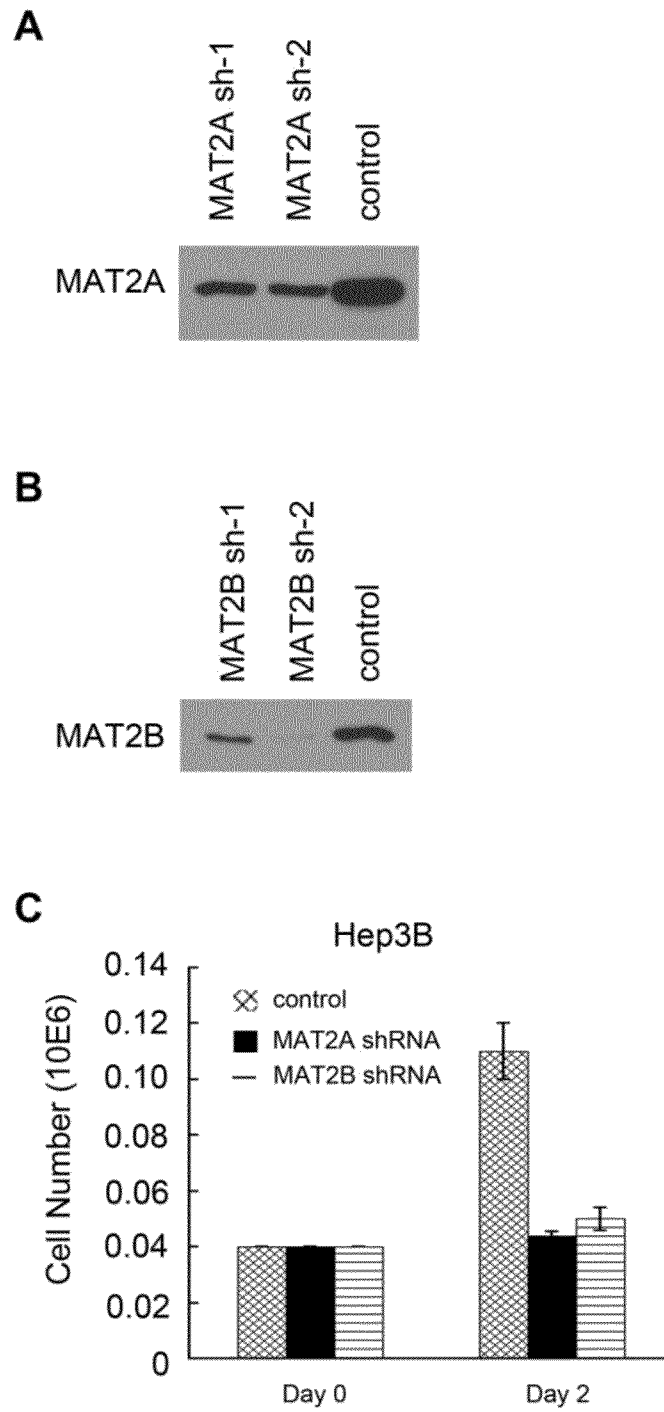 A
MAT2A sh-1
MAT2A sh-2
control
MAT2A
B
MAT2B sh-1
MAT2B sh-2
control
MAT2B
C
Hep3B
Cell Number (10E6)
0.14
0.12
0.10
0.08
0.06
0.04
0.02
0
control
MAT2A shRNA
MAT2B shRNA
Day 0
Day 2